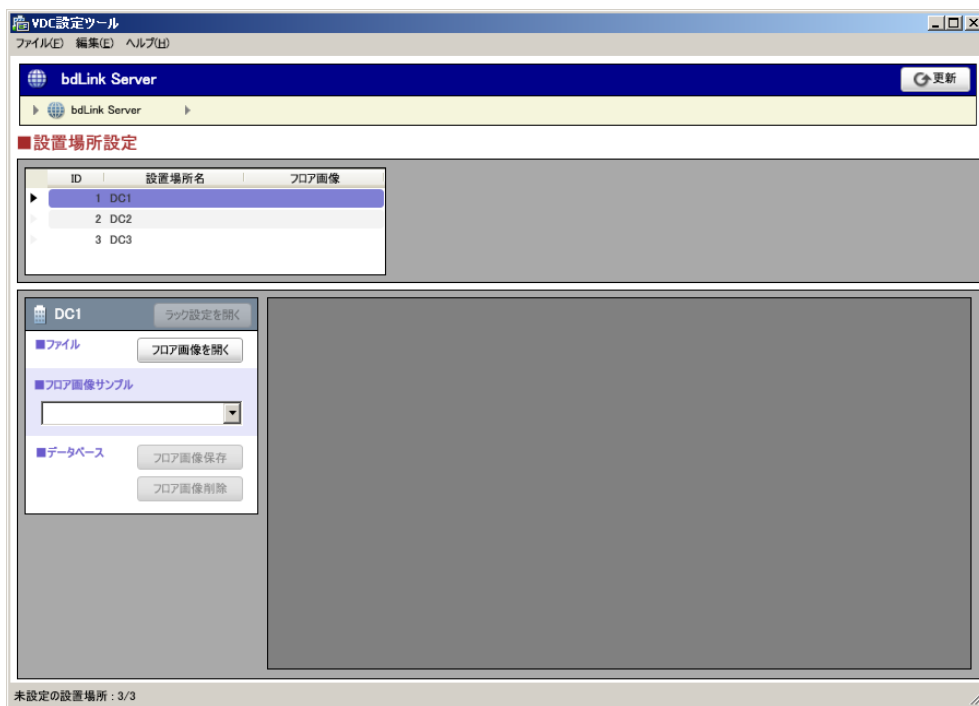 VDC設定ツール
ファイル(F) 編集(E) ヘルプ(H)
bdLink Server 更新
bdLink Server
■設置場所設定
ID 設置場所名 フロア画像
1 DC1
2 DC2
3 DC3
DC1 ラック設定を開く
■ファイル フロア画像を開く
■フロア画像サンプル
■データベース フロア画像保存
フロア画像削除
未設定の設置場所 : 3/3